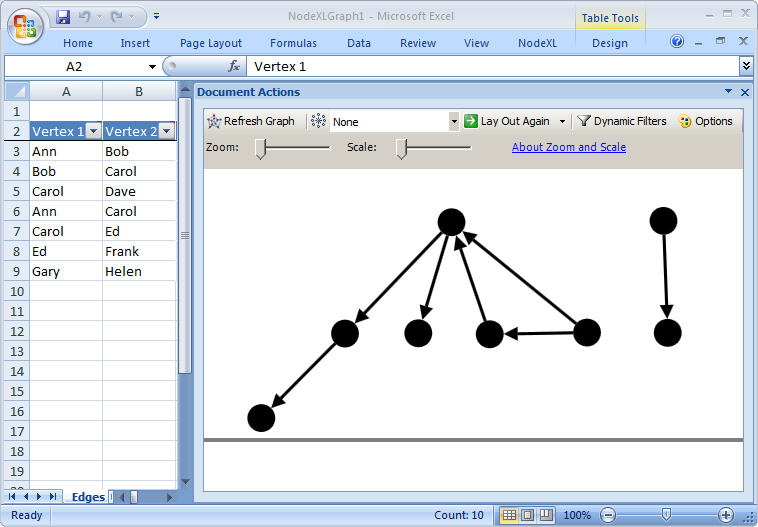 NodeXLGraph1 - Microsoft Excel
Table Tools
Home Insert Page Layout Formulas Data Review View NodeXL Design
A2 fx Vertex 1
A B
Document Actions
Refresh Graph None Lay Out Again Dynamic Filters Options
Zoom: Scale: About Zoom and Scale
1
2 Vertex 1 Vertex 2
3 Ann Bob
4 Bob Carol
5 Carol Dave
6 Ann Carol
7 Carol Ed
8 Ed Frank
9 Gary Helen
10
11
12
13
14
15
16
17
18
19
Edges
Ready Count: 10 100%